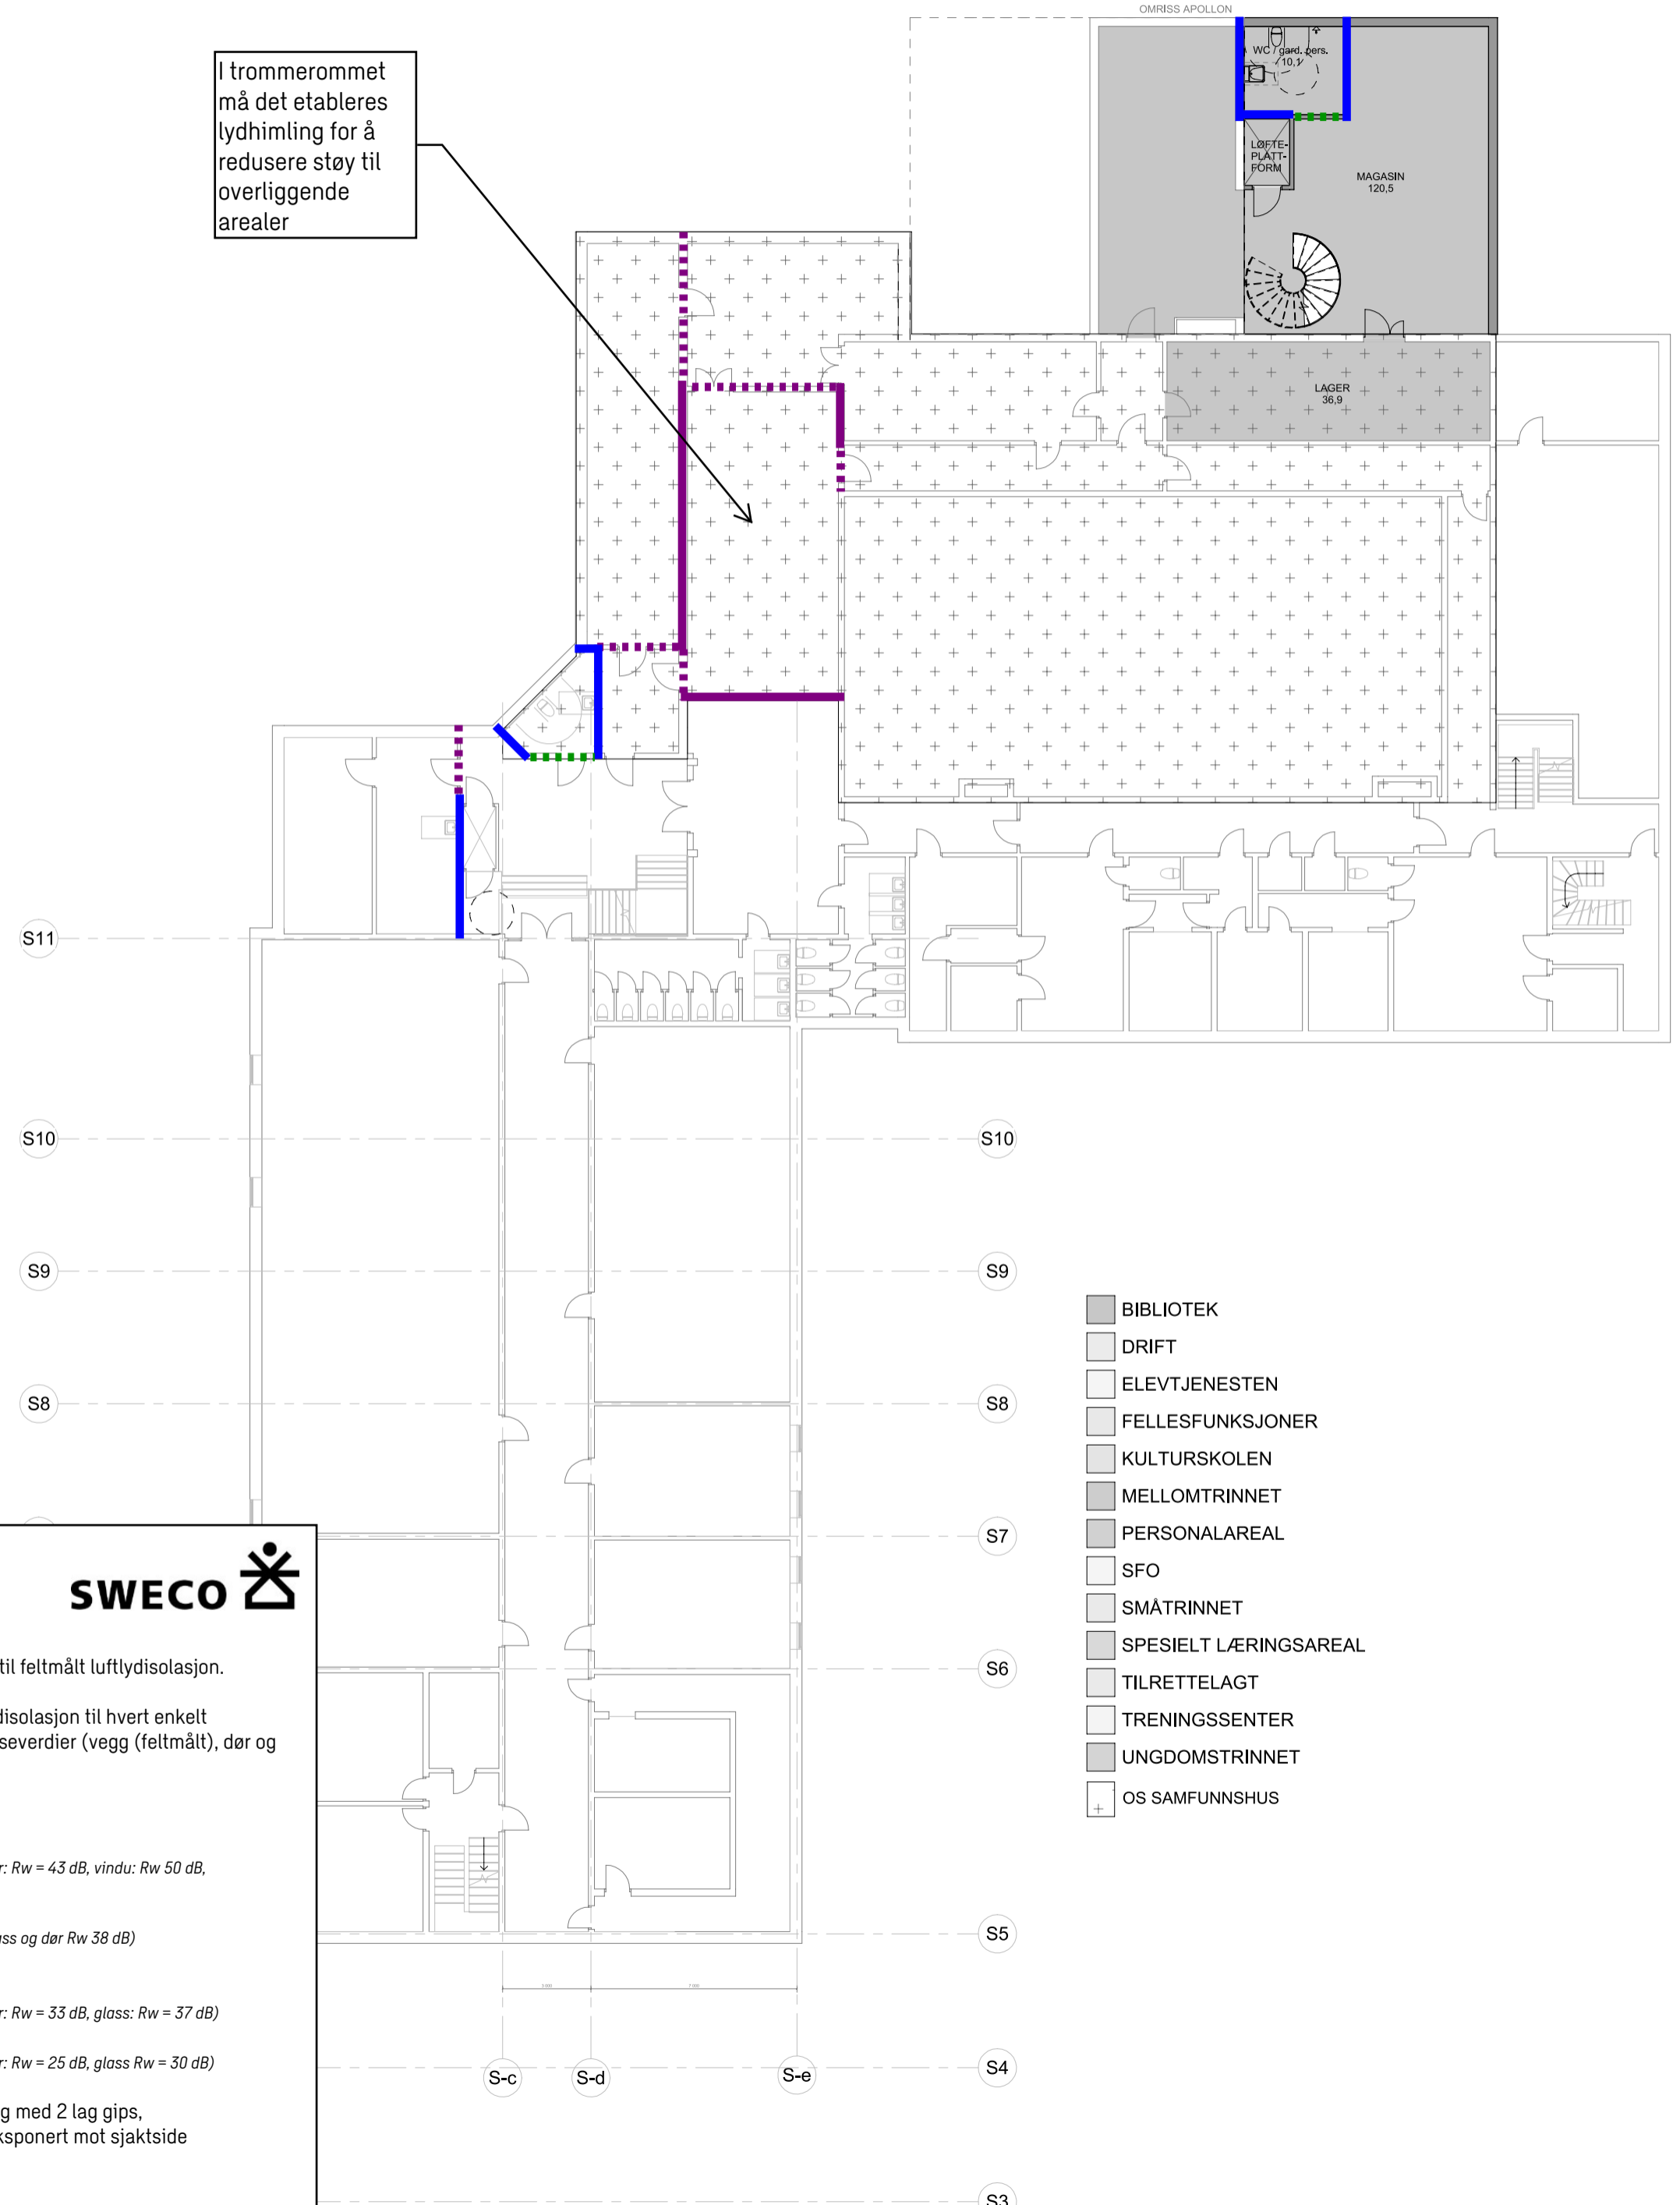 OMRISS APOLLON
I trommerommet
må det etableres
lydhimling for å
redusere støy til
overliggende
arealer
WC / gard. pers.
10,1
LØFTE-
PLATT-
FORM
MAGASIN
120,5
LAGER
36,9
S11
S10
S10
S9
S9
S8
S8
S7
S6
S5
S4
S3
BIBLIOTEK
DRIFT
ELEVTJENESTEN
FELLESFUNKSJONER
KULTURSKOLEN
MELLOMTRINNET
PERSONALAREAL
SFO
SMÅTRINNET
SPESIELT LÆRINGSAREAL
TILRETTELAGT
TRENINGSSENTER
UNGDOMSTRINNET
OS SAMFUNNSHUS
SWECO
til feltmålt luftlydisolasjon.
disolasjon til hvert enkelt
severdier (vegg (feltmålt), dør og
r: Rw = 43 dB, vindu: Rw 50 dB,
ss og dør Rw 38 dB)
r: Rw = 33 dB, glass: Rw = 37 dB)
r: Rw = 25 dB, glass Rw = 30 dB)
g med 2 lag gips,
ksponert mot sjaktside
7 000
S-c
S-d
S-e